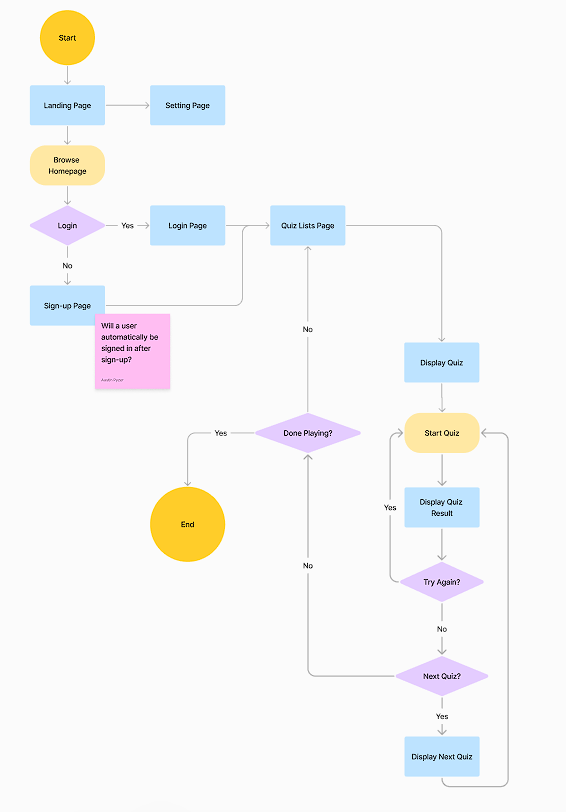 Start
Landing Page
Setting Page
Browse
Homepage
Login
Yes
Login Page
Quiz Lists Page
No
Sign-up Page
Will a user
automatically be
signed in after
sign-up?
No
Display Quiz
Yes
Done Playing?
Start Quiz
End
Display Quiz
Result
Yes
No
Try Again?
No
Next Quiz?
Yes
Display Next Quiz